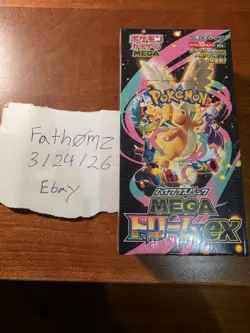 Fathømz
3/24/26
Ebay
ポケモン
カードゲーム
MEGA
Pokémon
ハイクラスパック
MEGA
ドリームex